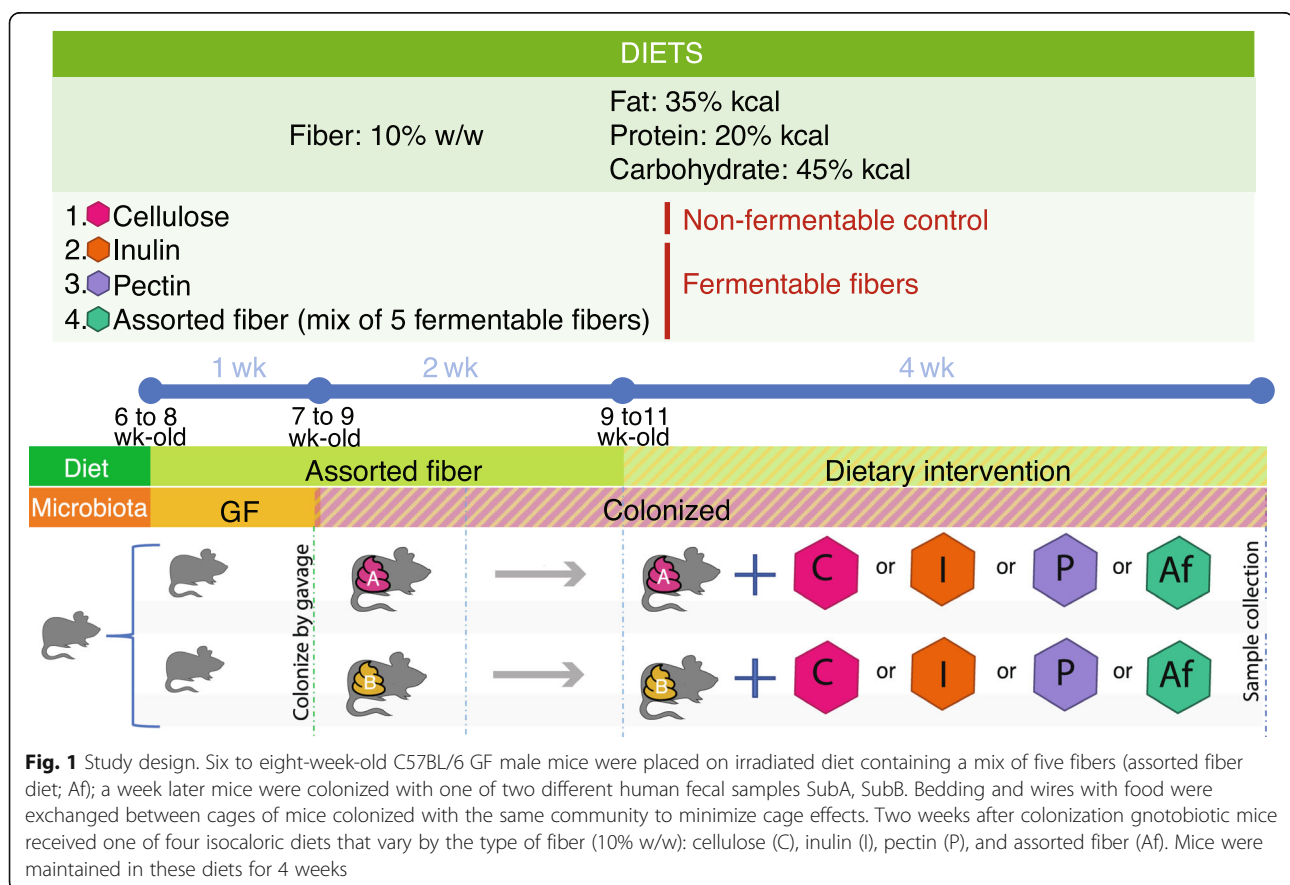 DIETS
Fiber: 10% w/w
Fat: 35% kcal
Protein: 20% kcal
Carbohydrate: 45% kcal
1. Cellulose
2. Inulin
3. Pectin
4. Assorted fiber (mix of 5 fermentable fibers)
Non-fermentable control
Fermentable fibers
1 wk
2 wk
4 wk
6 to 8
wk-old
7 to 9
wk-old
9 to11
wk-old
Diet
Assorted fiber
Dietary intervention
Microbiota
GF
Colonized
Colonize by gavage
A
A
C or I or P or Af
B
B
C or I or P or Af
Sample collection
Fig. 1 Study design. Six to eight-week-old C57BL/6 GF male mice were placed on irradiated diet containing a mix of five fibers (assorted fiber
diet; Af); a week later mice were colonized with one of two different human fecal samples SubA, SubB. Bedding and wires with food were
exchanged between cages of mice colonized with the same community to minimize cage effects. Two weeks after colonization gnotobiotic mice
received one of four isocaloric diets that vary by the type of fiber (10% w/w): cellulose (C), inulin (I), pectin (P), and assorted fiber (Af). Mice were
maintained in these diets for 4 weeks